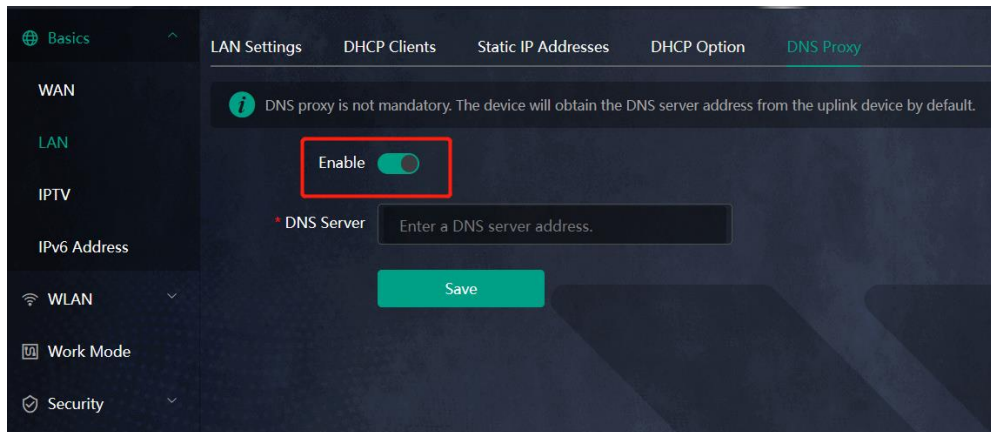 Basics
WAN
LAN
IPTV
IPv6 Address
WLAN
Work Mode
Security
LAN Settings DHCP Clients Static IP Addresses DHCP Option DNS Proxy
i DNS proxy is not mandatory. The device will obtain the DNS server address from the uplink device by default.
Enable
* DNS Server Enter a DNS server address.
Save